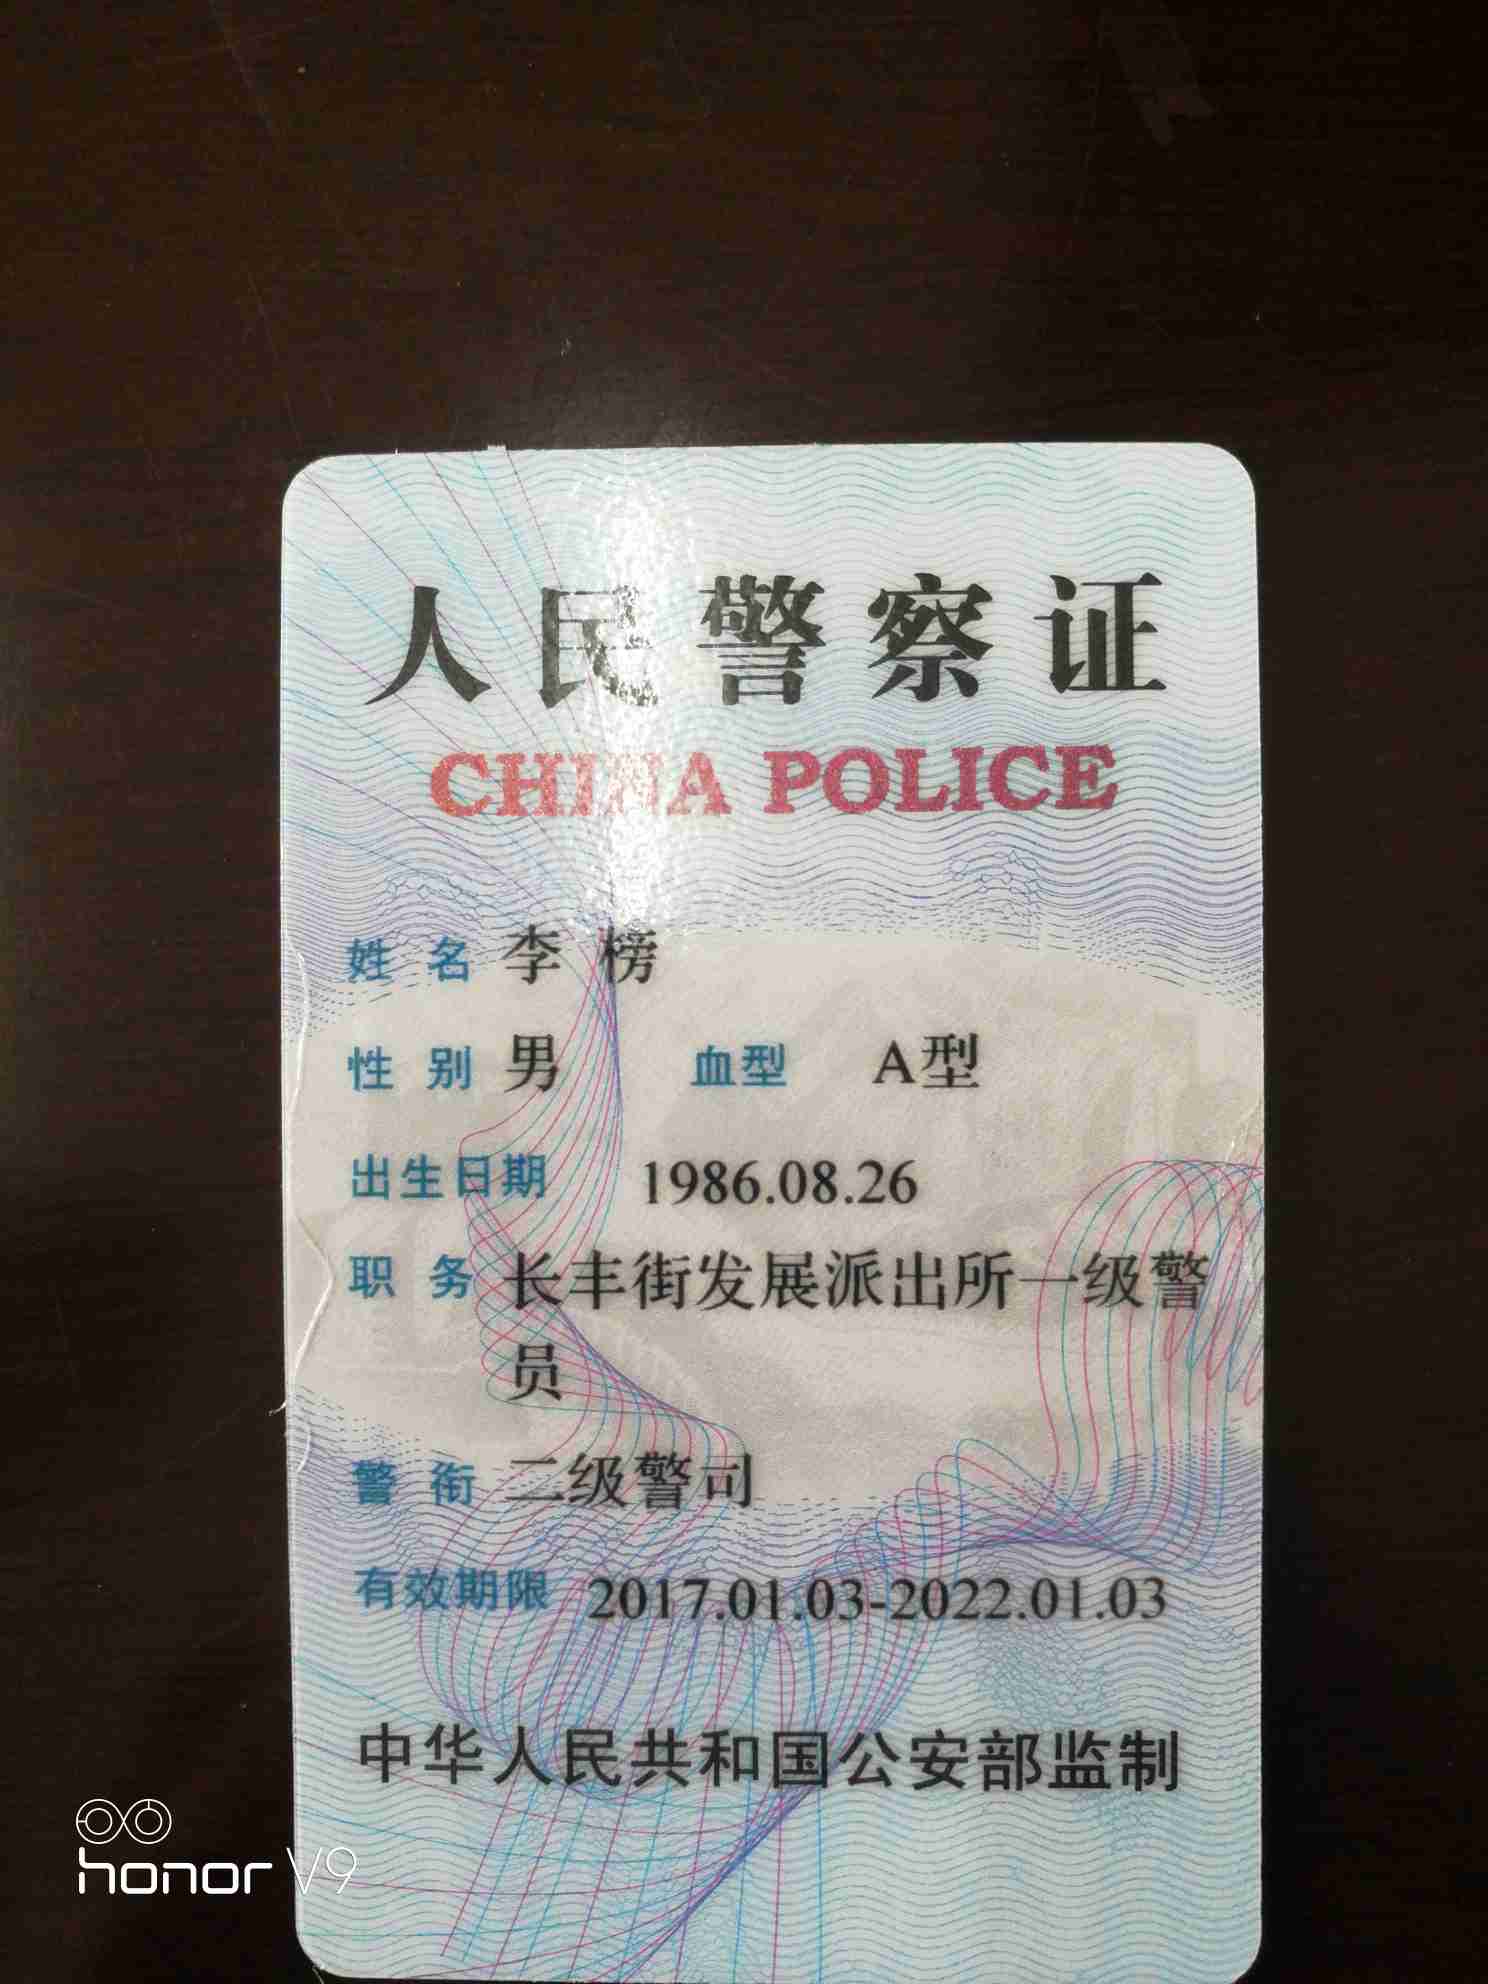 人民警察证
CHINA POLICE
姓 名 李 榜
性 别 男 血型 A型
出生日期 1986.08.26
职 务 长丰街发展派出所一级警
员
警 衔 二级警司
有效期限 2017.01.03-2022.01.03
中华人民共和国公安部监制
honor V9